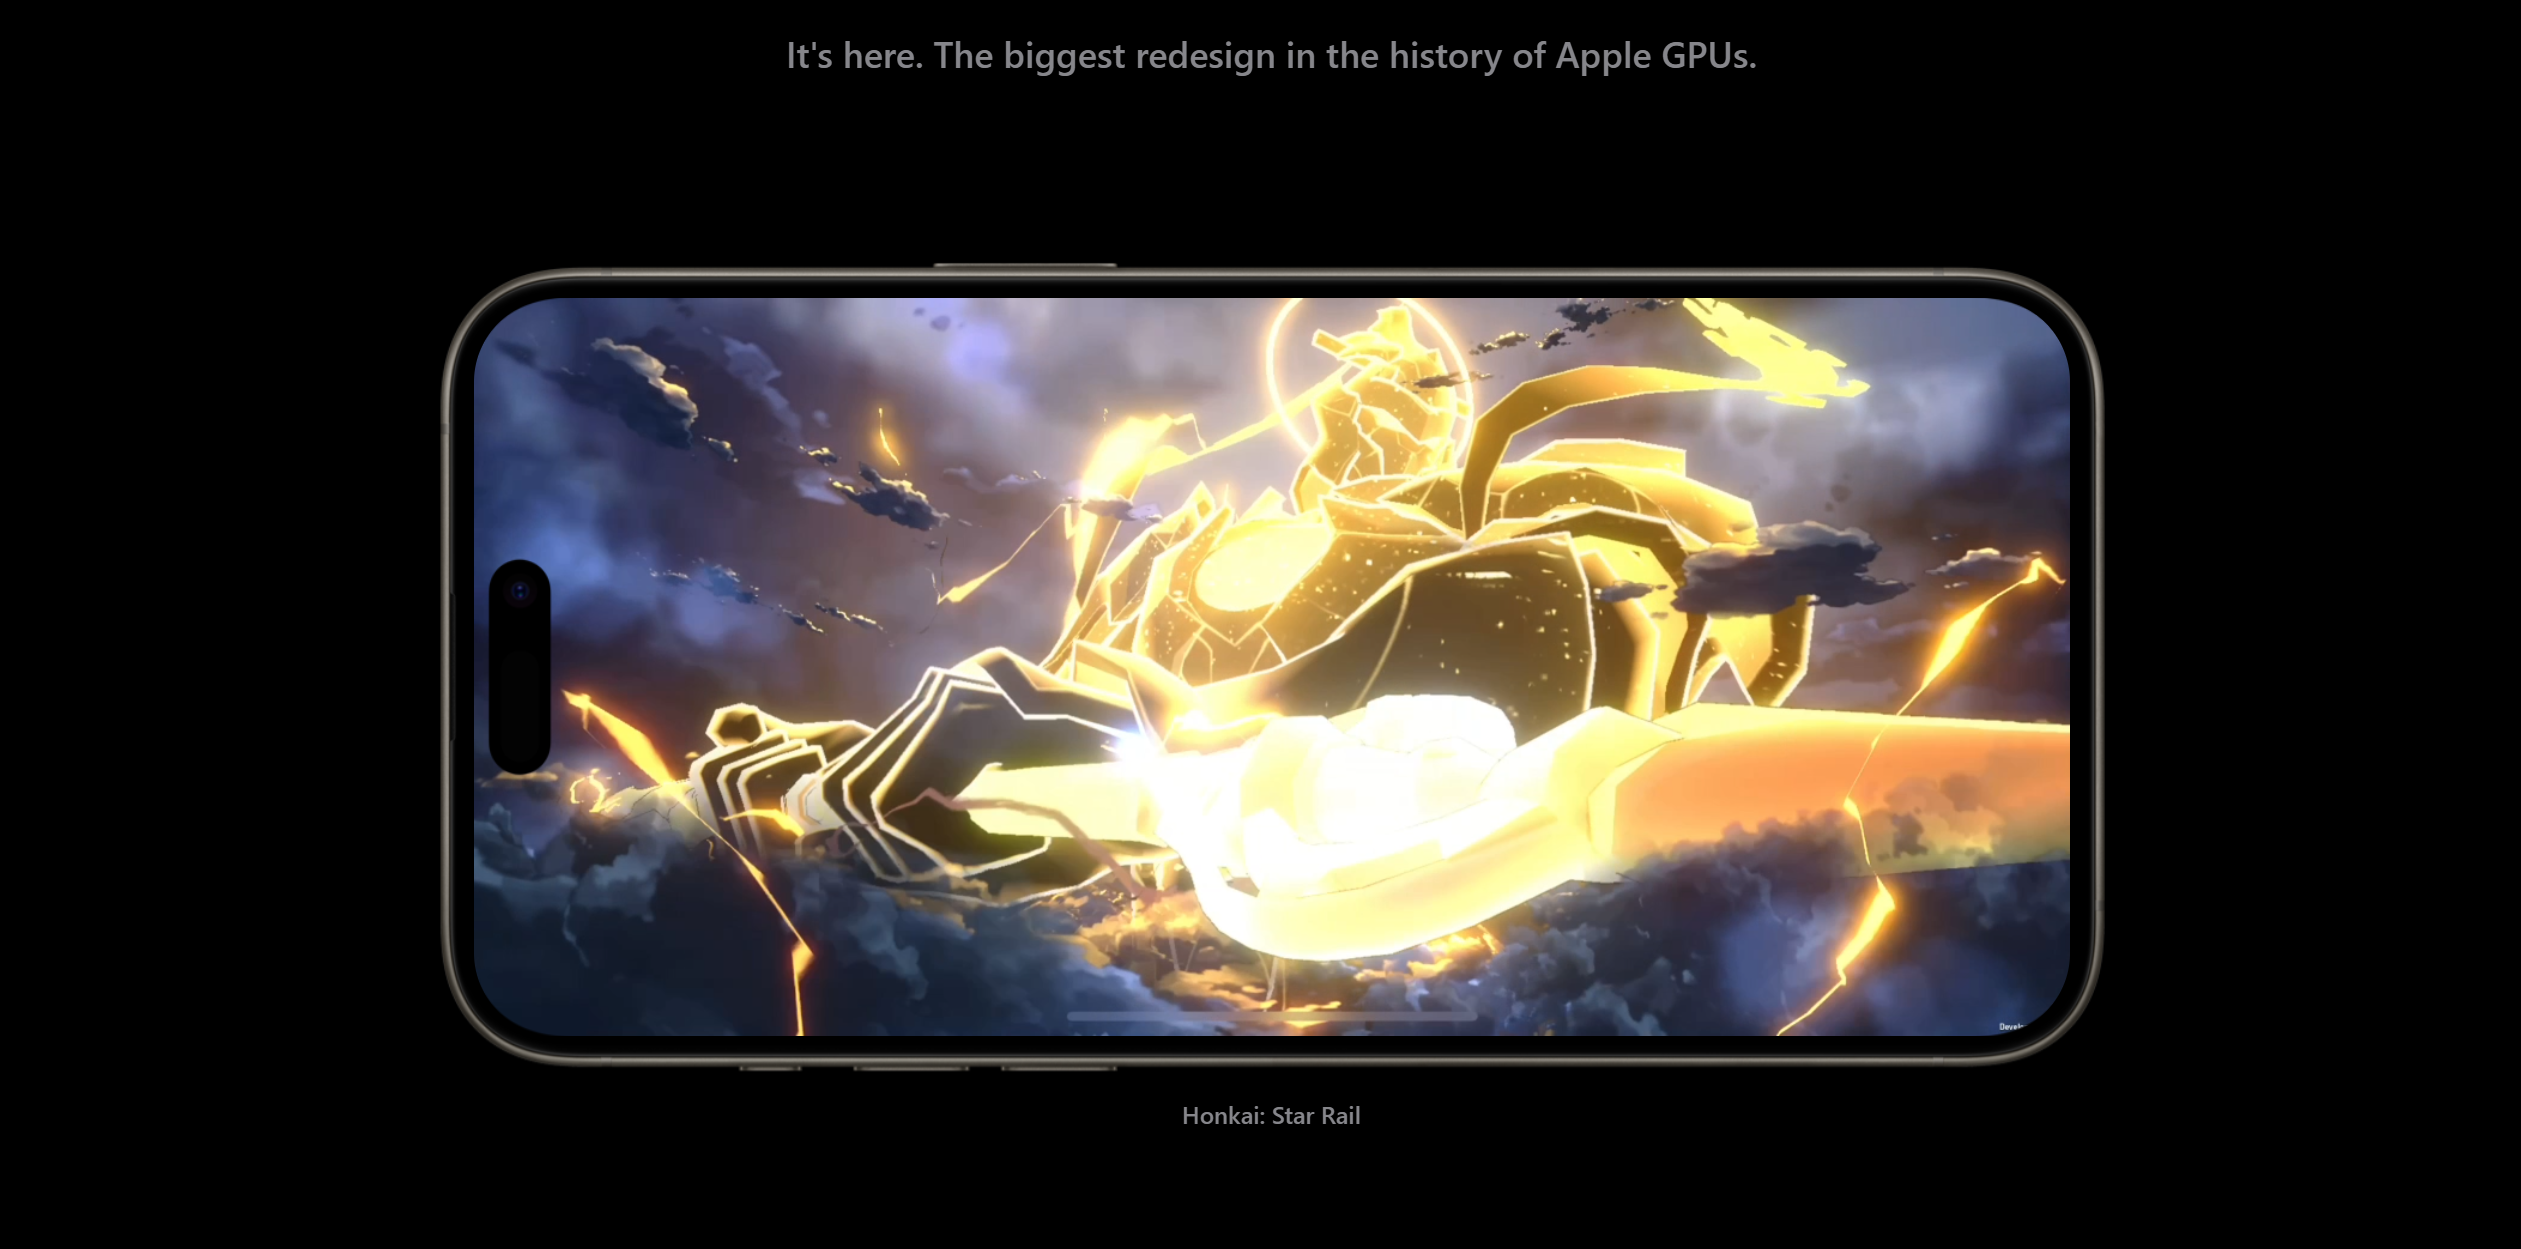 It's here. The biggest redesign in the history of Apple GPUs.
Honkai: Star Rail